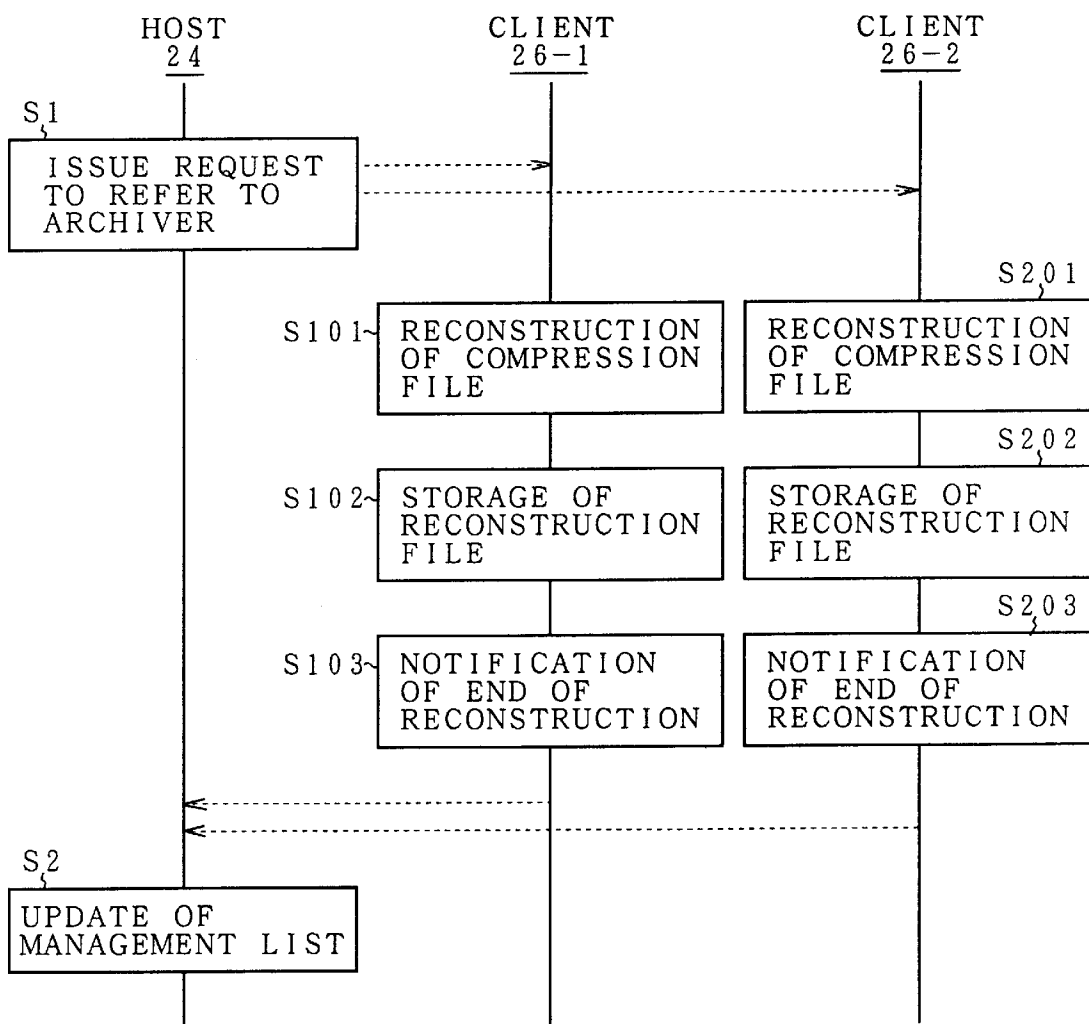 HOST
24
CLIENT
26-1
CLIENT
26-2
S1
ISSUE REQUEST
TO REFER TO
ARCHIVER
S101
RECONSTRUCTION
OF COMPRESSION
FILE
S201
RECONSTRUCTION
OF COMPRESSION
FILE
S102
STORAGE OF
RECONSTRUCTION
FILE
S202
STORAGE OF
RECONSTRUCTION
FILE
S103
NOTIFICATION
OF END OF
RECONSTRUCTION
S203
NOTIFICATION
OF END OF
RECONSTRUCTION
S2
UPDATE OF
MANAGEMENT LIST